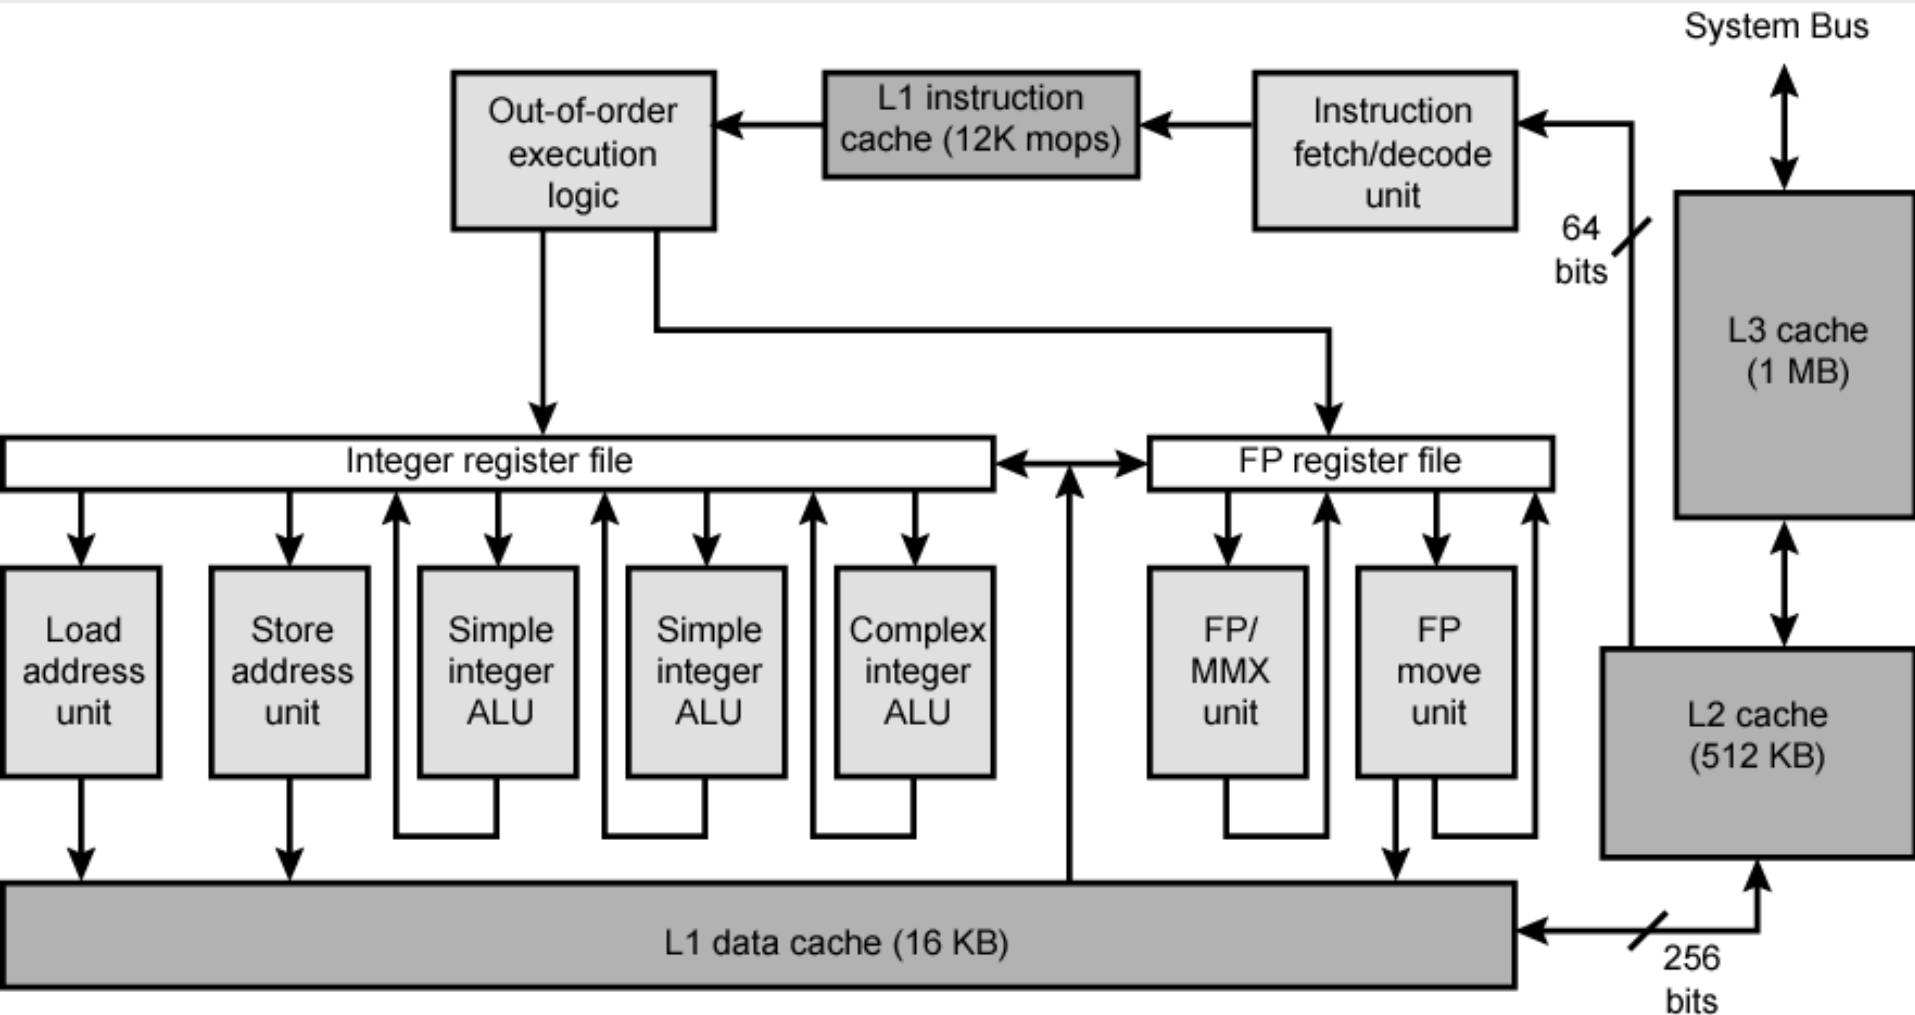 System Bus
Out-of-order
execution
logic
L1 instruction
cache (12K mops)
Instruction
fetch/decode
unit
64
bits
L3 cache
(1 MB)
Integer register file
FP register file
Load
address
unit
Store
address
unit
Simple
integer
ALU
Simple
integer
ALU
Complex
integer
ALU
FP/
MMX
unit
FP
move
unit
L2 cache
(512 KB)
L1 data cache (16 KB)
256
bits